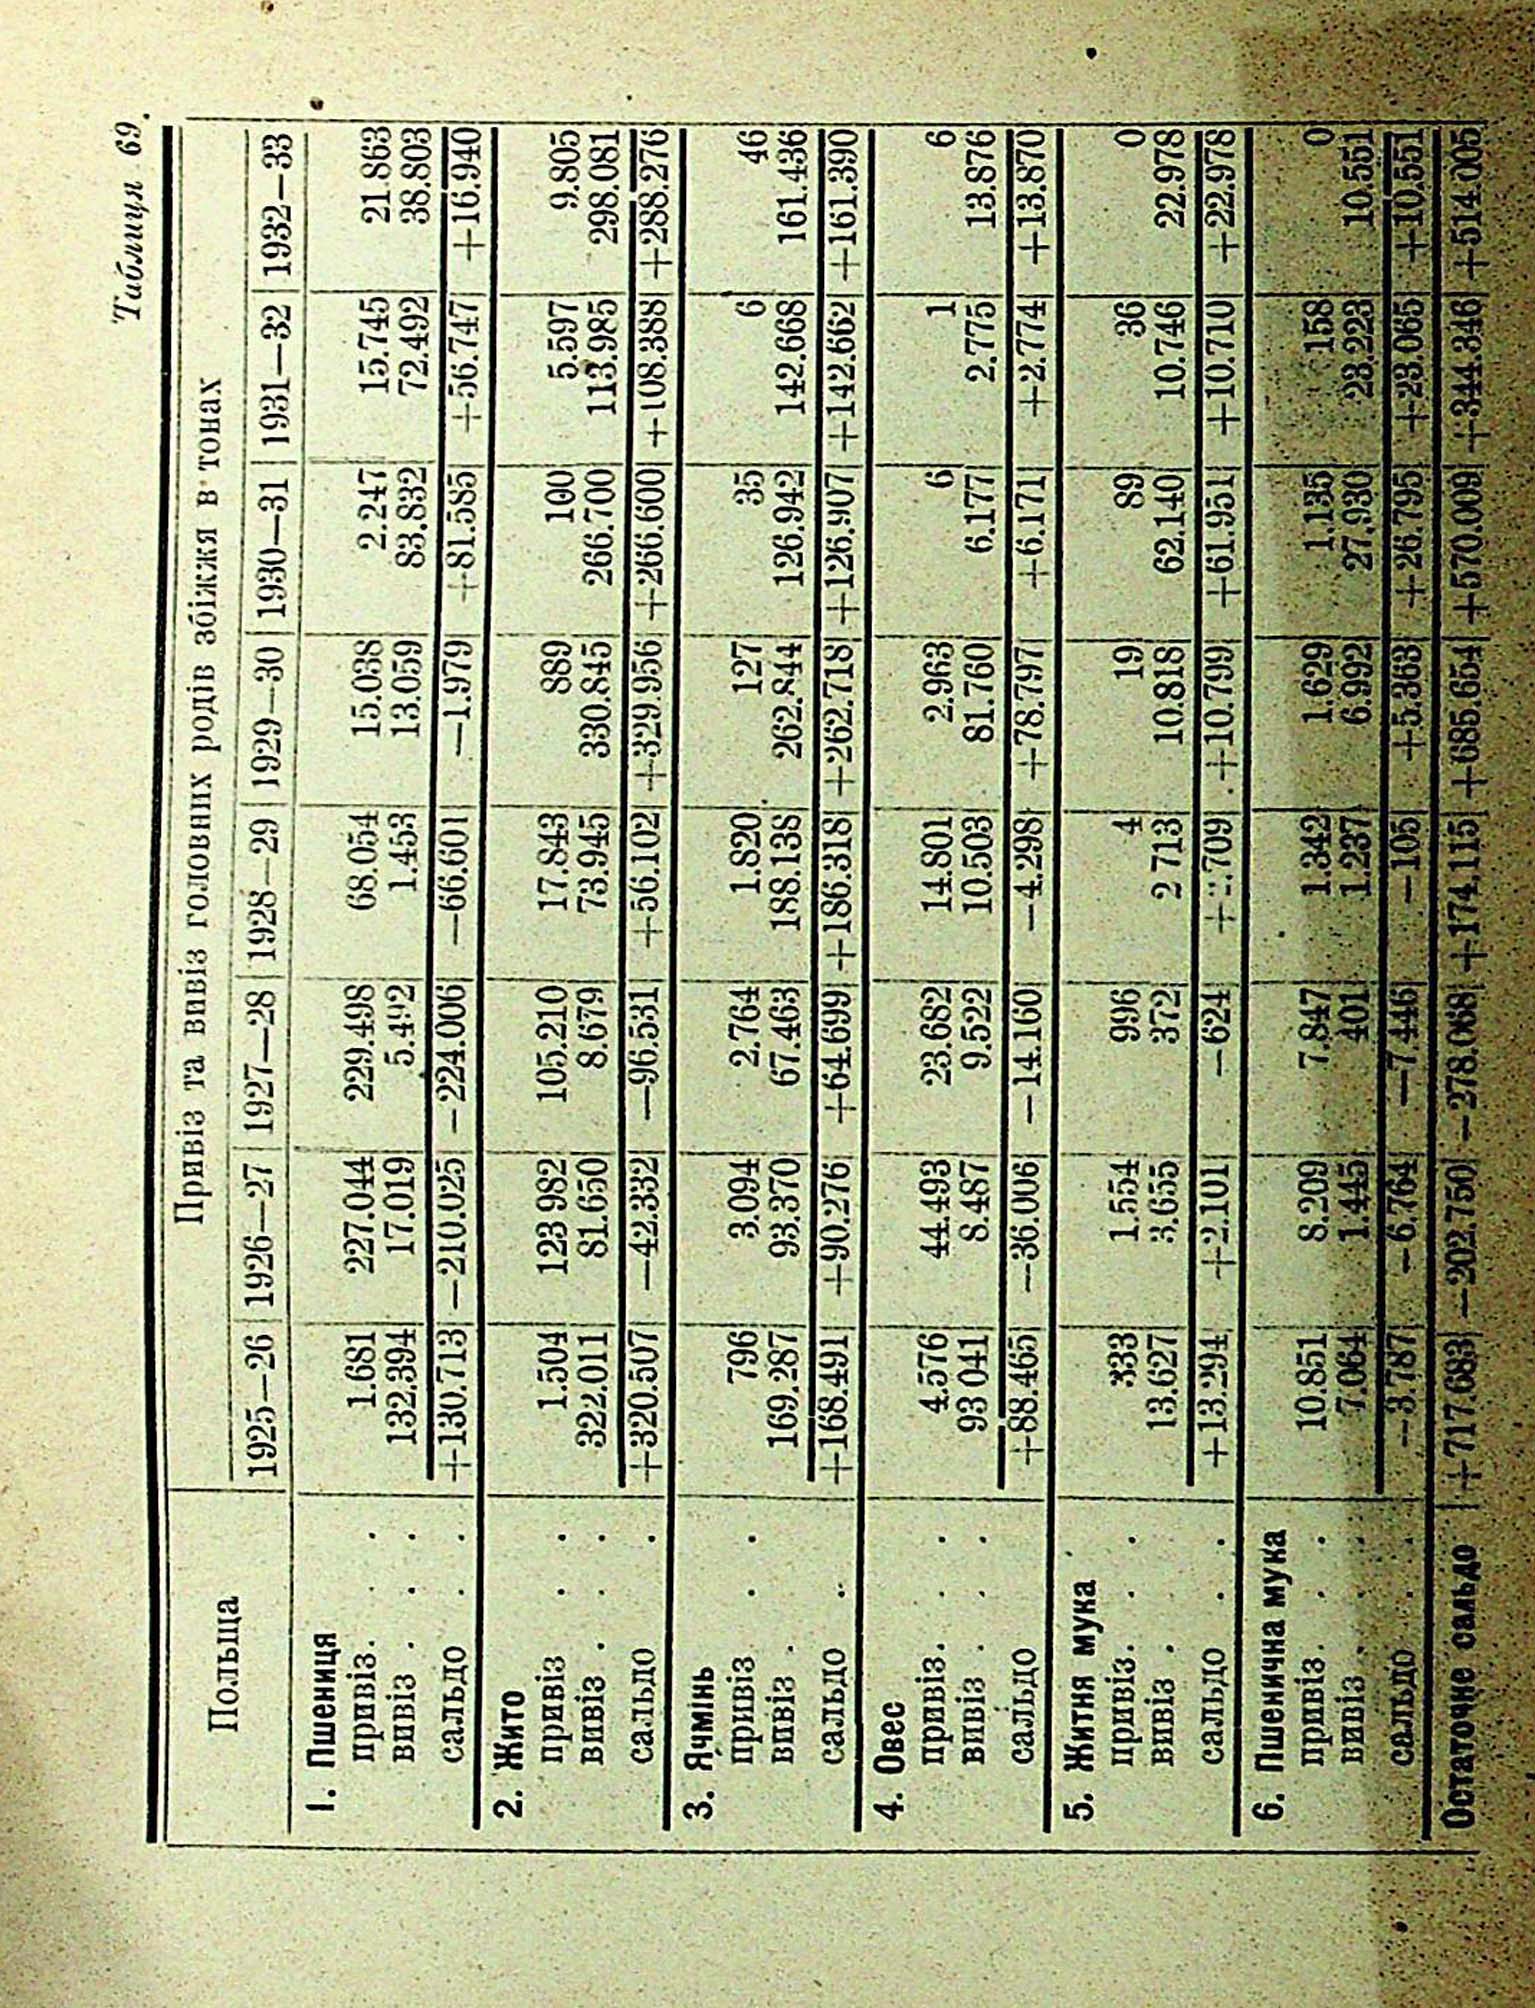 Таблиця 69.
Польща
Привіз та вивіз головних родів збіжжя в тонах
1925—26 1926—27 1927—28 1928—29 1929—30 1930—31 1931—32 1932—33
1. Пшениця
привіз . . . 1.681 227.044 229.498 68.054 15.038 2.247 15.745 21.863
вивіз . . . 132.394 17.019 5.492 1.453 13.059 83.832 72.492 38.803
сальдо . . +130.713 —210.025 —224.006 —66.601 —1.979 +81.585 +56.747 +16.940
2. Жито
привіз . . 1.504 123 982 105.210 17.843 889 100 5.597 9.805
вивіз . . . 322.011 81.650 8.679 73.945 330.845 266.700 113.985 298.081
сальдо . +320.507 —42.332 —96.531 +56.102 +329.956 +266.600 +108.388 +288.276
3. Ячмінь
привіз . . 796 3.094 2.764 1.820 127 35 6 46
вивіз . . 169.287 93.370 67.463 188.138 262.844 126.942 142.668 161.436
сальдо .. +168.491 +90.276 +64.699 +186.318 +262.718 +126.907 +142.662 +161.390
4. Овес
привіз . . . 4.576 44.493 23.682 14.801 2.963 6 1 6
вивіз . . . 93 041 8.487 9.522 10.503 81.760 6.177 2.775 13.876
сальдо . . +88.465 —36.006 —14.160 —4.298 +78.797 +6.171 +2.774 +13.870
5. Житня мука
привіз . . . 333 1.554 996 4 19 89 36 0
вивіз . . . 13.627 3.655 372 2 713 10.818 62.140 10.746 22.978
сальдо . . +13.294 +2.101 —624 .709 +10.799 +61.951 +10.710 +22.978
6. Пшенична мука
привіз . . . 10.851 8.209 7.847 1.342 1.629 1.135 158 0
вивіз . . . 7.064 1.445 401 1.237 6.992 27.930 23.223 10.551
сальдо . . . —3.787 —6.764 —7.446 —105 +5.363 +26.795 +23.065 +10.551
Остаточне сальдо +717.683 —202.750 —278.068 +174.115 +685.654 +570.009 +344.346 +514.005